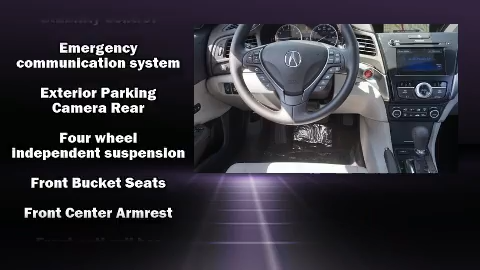 Emergency
communication system
Exterior Parking
Camera Rear
Four wheel
independent suspension
Front Bucket Seats
Front Center Armrest